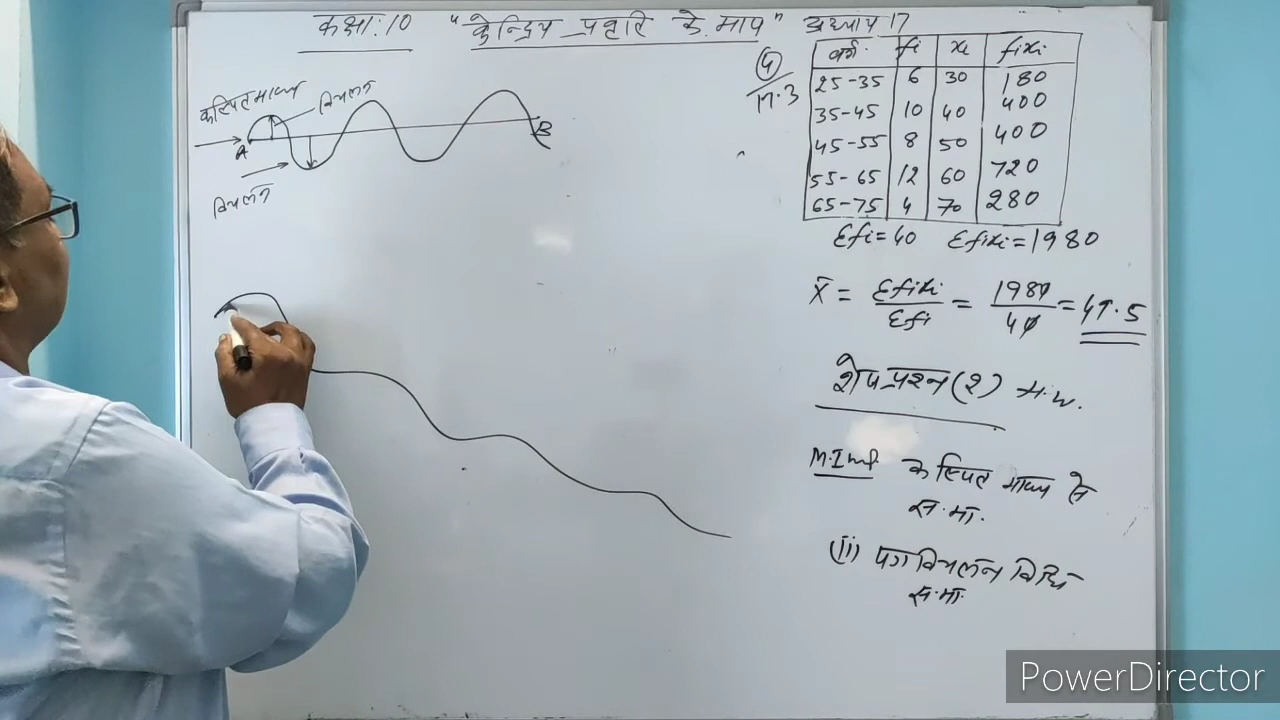 कक्षा:10 "केन्द्रिय प्रवृत्ति के माप" अध्याय 17
कल्पित माध्य विचलन
A B
विचलन
④/M.3
वर्ग fi xi fixi
25-35 6 30 180
35-45 10 40 400
45-55 8 50 400
55-65 12 60 720
65-75 4 70 280
Σfi=40 Σfixi=1980
X̄ = Σfixi/Σfi = 1980/40 = 49.5
शेष प्रश्न (2) H.W.
M.Imp कल्पित माध्य से
स.मा.
(ii) पग विचलन विधि
स.मा.
PowerDirector